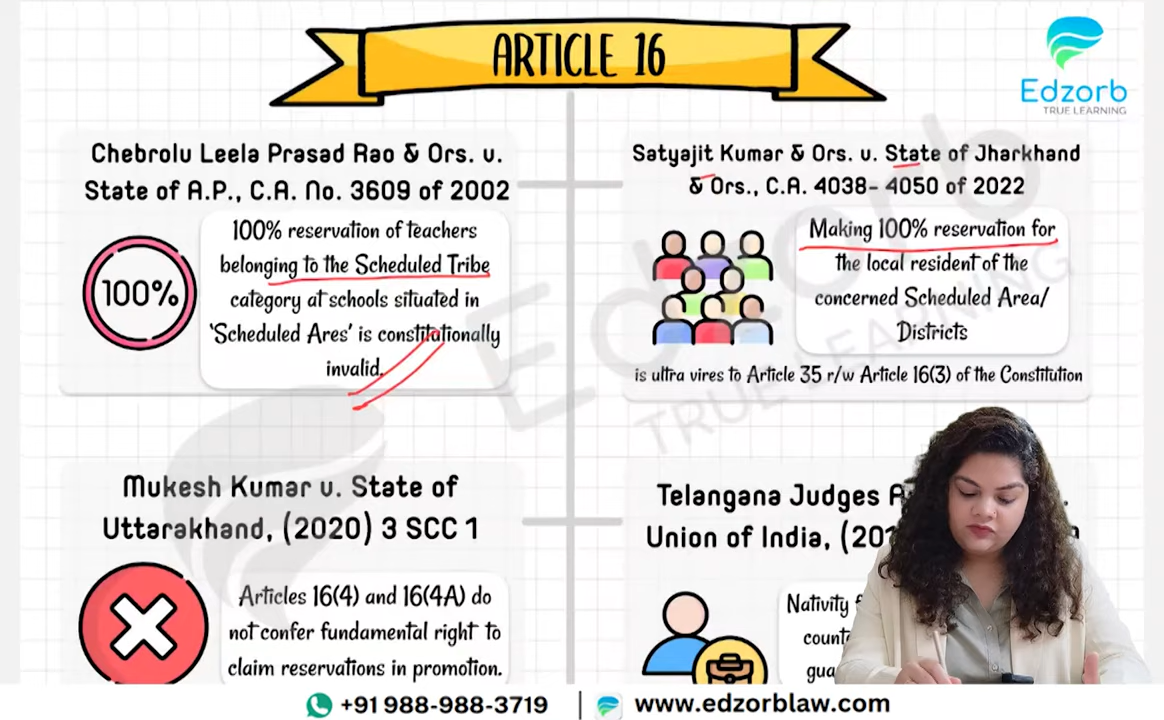 ARTICLE 16
Edzorb
TRUE LEARNING
Chebrolu Leela Prasad Rao & Ors. v.
State of A.P., C.A. No. 3609 of 2002
100%
100% reservation of teachers
belonging to the Scheduled Tribe
category at schools situated in
‘Scheduled Ares’ is constitationally
invalid.
Satyajit Kumar & Ors. v. State of Jharkhand
& Ors., C.A. 4038- 4050 of 2022
Making 100% reservation for
the local resident of the
concerned Scheduled Area/
Districts
is ultra vires to Article 35 r/w Article 16(3) of the Constitution
Mukesh Kumar v. State of
Uttarakhand, (2020) 3 SCC 1
Articles 16(4) and 16(4A) do
not confer fundamental right to
claim reservations in promotion.
Telangana Judges
Union of India,
Nativity
Edzorb
TRUE LEARNING
+91 988-988-3719 | www.edzorblaw.com